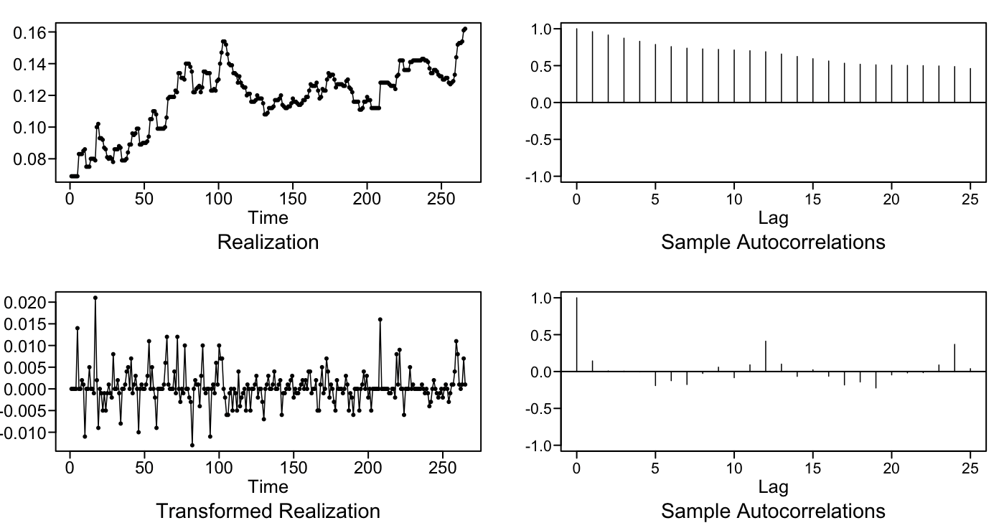 0.16
0.14
0.12
0.10
0.08
0 50 100 150 200 250
Time
Realization
1.0
0.5
0.0
-0.5
-1.0
0 5 10 15 20 25
Lag
Sample Autocorrelations
0.020
0.015
0.010
0.005
0.000
-0.005
-0.010
0 50 100 150 200 250
Time
Transformed Realization
1.0
0.5
0.0
-0.5
-1.0
0 5 10 15 20 25
Lag
Sample Autocorrelations